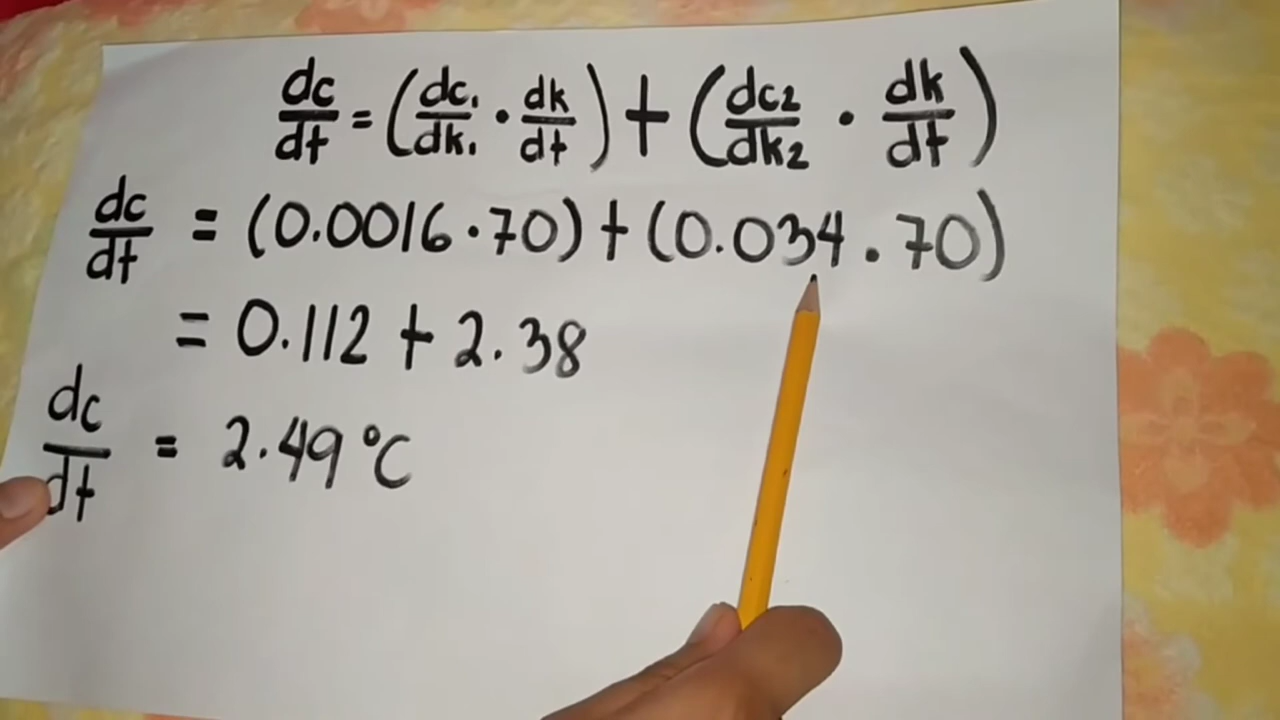 dc/dt = (dc₁/dk₁ · dk/dt) + (dc₂/dk₂ · dk/dt)
dc/dt = (0.0016 · 70) + (0.034 . 70)
= 0.112 + 2.38
dc/dt = 2.49 °C